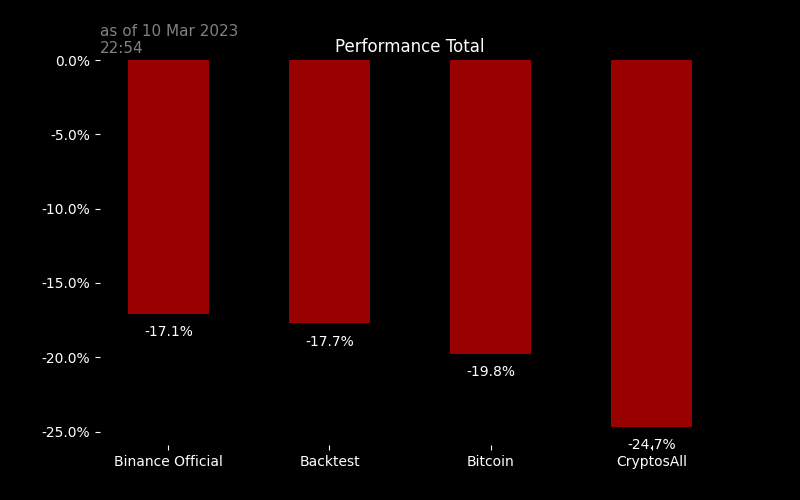 as of 10 Mar 2023
22:54
Performance Total
0.0%
-5.0%
-10.0%
-15.0%
-20.0%
-25.0%
-17.1%
-17.7%
-19.8%
-24.7%
Binance Official
Backtest
Bitcoin
CryptosAll